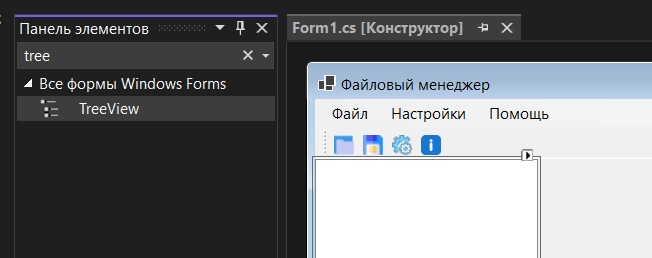 Панель элементов
tree
Все формы Windows Forms
TreeView
Form1.cs [Конструктор]
Файловый менеджер
Файл Настройки Помощь